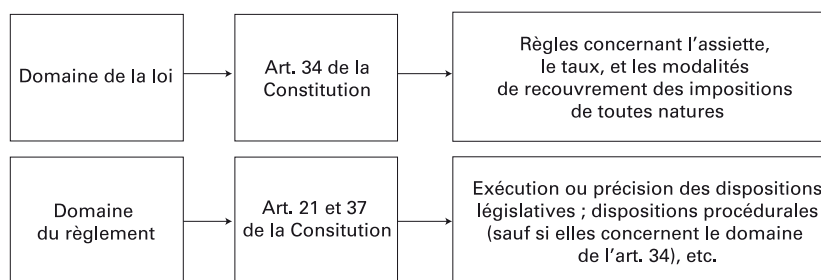 Domaine de la loi
Art. 34 de la
Constitution
Règles concernant l'assiette,
le taux, et les modalités
de recouvrement des impositions
de toutes natures
Domaine
du règlement
Art. 21 et 37
de la Consitution
Exécution ou précision des dispositions
législatives ; dispositions procédurales
(sauf si elles concernent le domaine
de l'art. 34), etc.